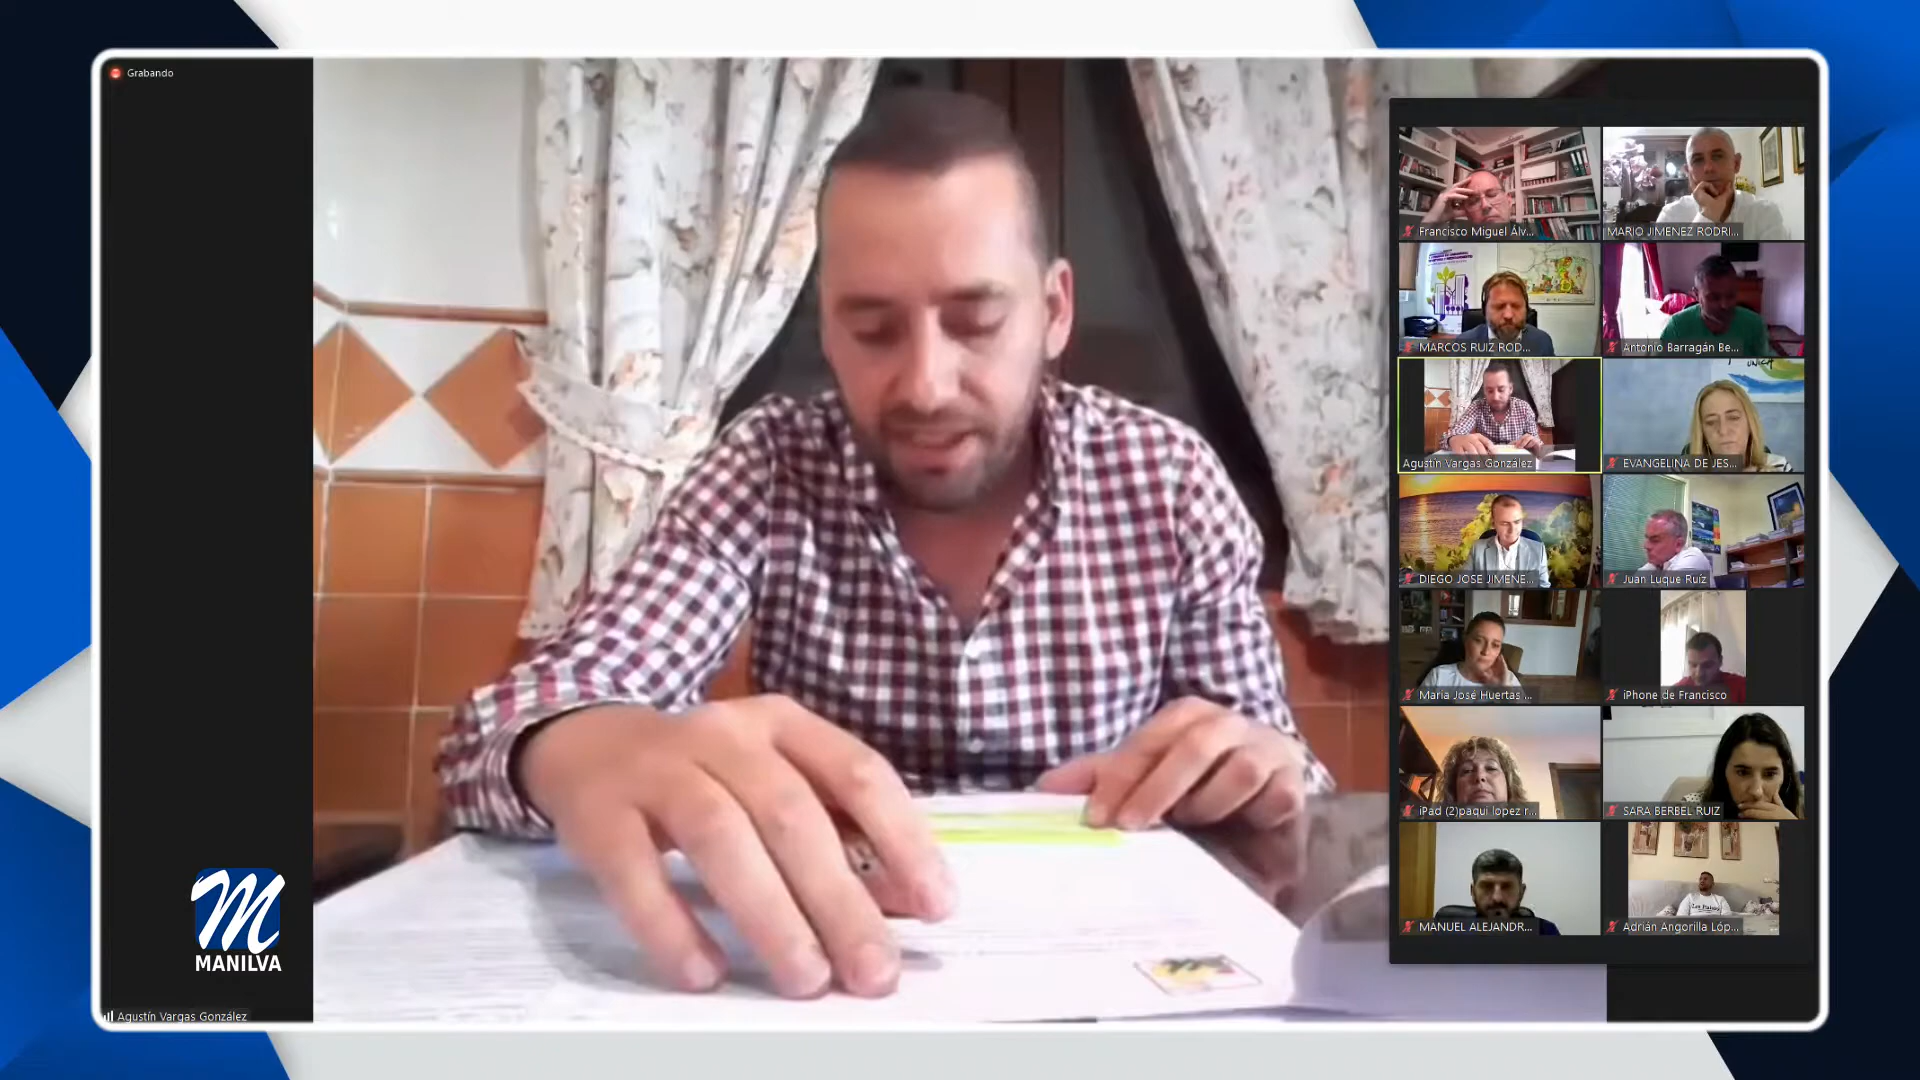 Grabando
Francisco Miguel Álv...
MARIO JIMENEZ RODRI...
MARCOS RUIZ ROD...
Antonio Barragán Be...
Agustín Vargas González
EVANGELINA DE JES...
DIEGO JOSE JIMENE...
Juan Luque Ruíz
Maria José Huertas ...
iPhone de Francisco
iPad (2)paqui lopez r...
SARA BERBEL RUIZ
MANUEL ALEJANDR...
Adrián Angorilla Lóp...
M
MANILVA
Agustín Vargas González